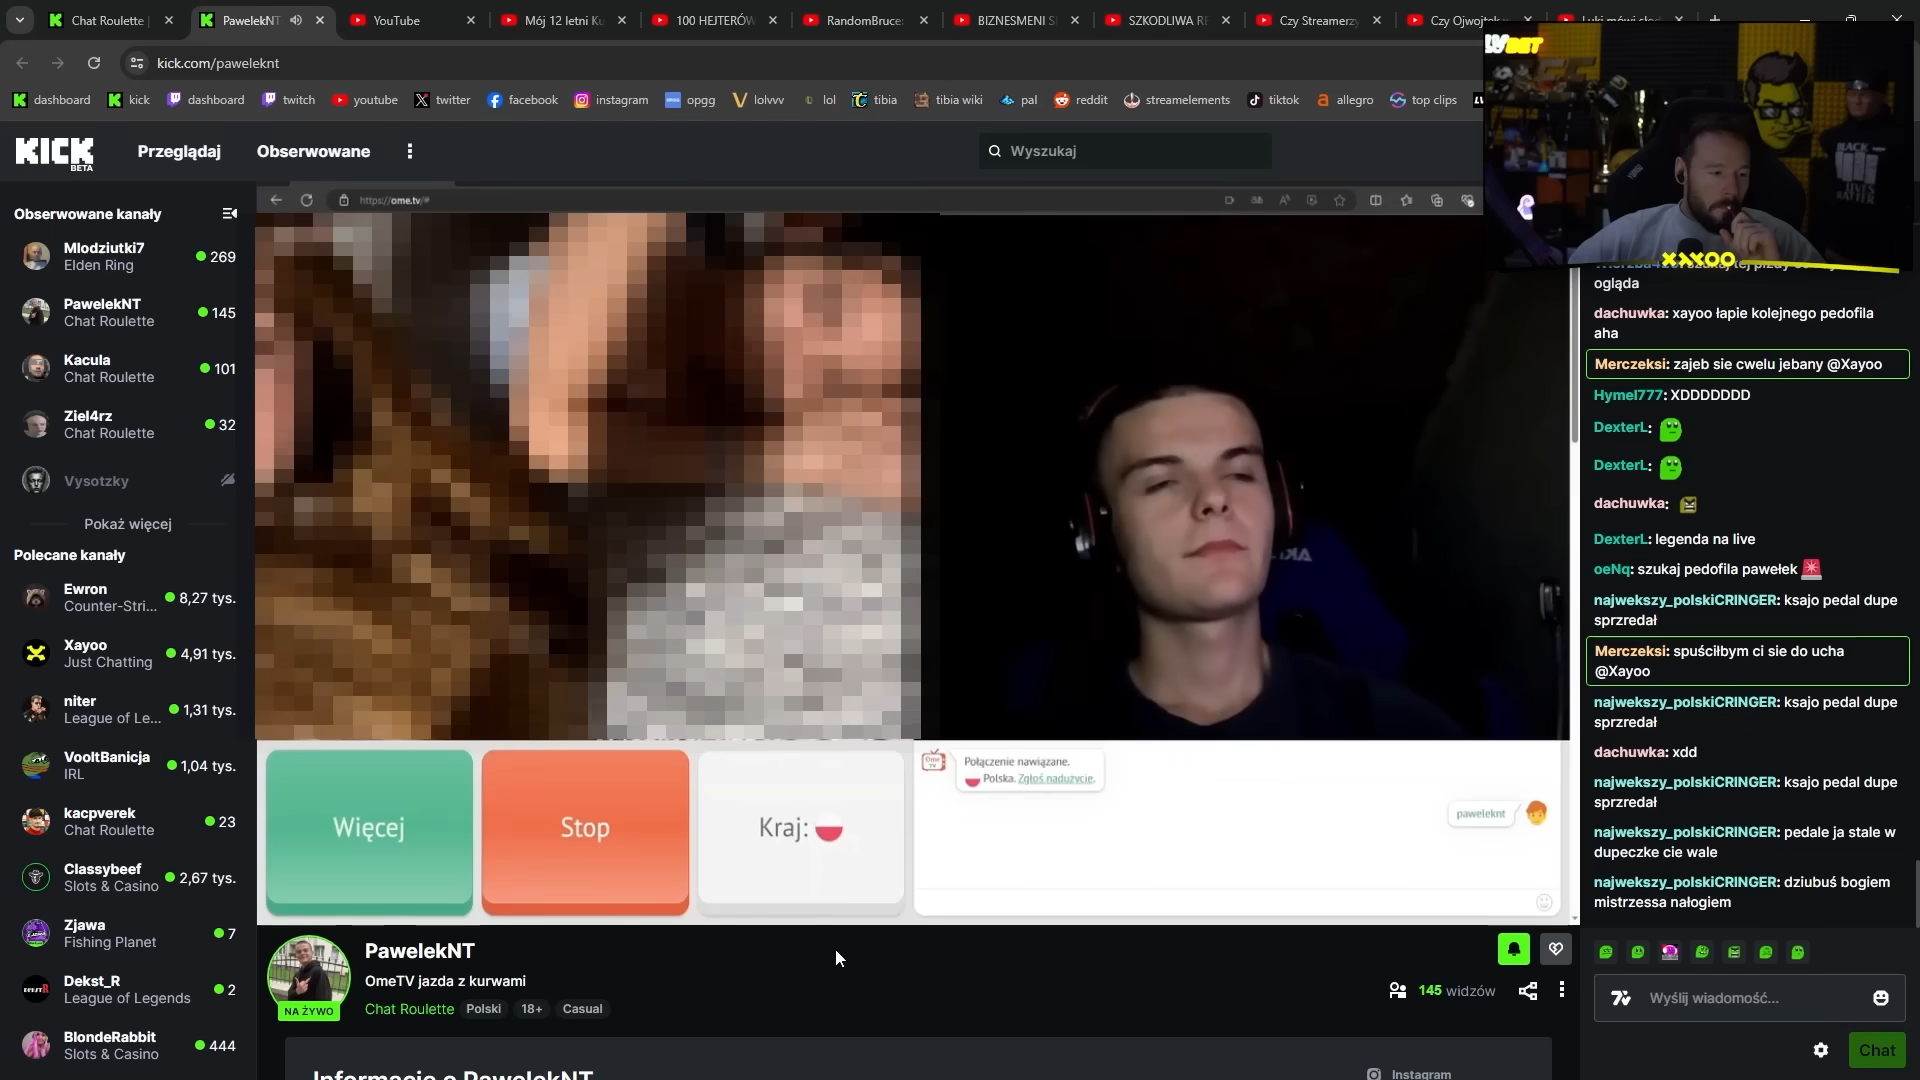 Chat Roulette
PawelekNT
YouTube
Mój 12 letni Ku
100 HEJTERÓW
RandomBruce
BIZNESMENI S
SZKODLIWA R
Czy Streamerzy
Czy Ojwojtek
kick.com/paweleknt
dashboard
kick
dashboard
twitch
youtube
twitter
facebook
instagram
opgg
lolvvv
lol
tibia
tibia wiki
pal
reddit
streamelements
tiktok
allegro
top clips
KICK
BETA
Przeglądaj
Obserwowane
Wyszukaj
BET
BLACK
XAYOO
Obserwowane kanały
Mlodziutki7
Elden Ring
269
PawelekNT
Chat Roulette
145
Kacula
Chat Roulette
101
Ziel4rz
Chat Roulette
32
Vysotzky
Pokaż więcej
Polecane kanały
Ewron
Counter-Stri...
8,27 tys.
Xayoo
Just Chatting
4,91 tys.
niter
League of Le...
1,31 tys.
VooltBanicja
IRL
1,04 tys.
kacpverek
Chat Roulette
23
Classybeef
Slots & Casino
2,67 tys.
Zjawa
Fishing Planet
7
Dekst_R
League of Legends
2
BlondeRabbit
Slots & Casino
444
https://ome.tv/#
Więcej
Stop
Kraj:
Ome
TV
Połączenie nawiązane.
Polska. Zgłoś nadużycie.
paweleknt
NA ŻYWO
PawelekNT
OmeTV jazda z kurwami
Chat Roulette
Polski
18+
Casual
145 widzów
Informacje o PawelekNT
Instagram
ogląda
dachuwka: xayoo łapie kolejnego pedofila
aha
Merczeksi: zajeb sie cwelu jebany @Xayoo
Hymel777: XDDDDDDD
DexterL:
DexterL:
dachuwka:
DexterL: legenda na live
oeNq: szukaj pedofila pawełek
najwekszy_polskiCRINGER: ksajo pedal dupe
sprzredał
Merczeksi: spuściłbym ci sie do ucha
@Xayoo
najwekszy_polskiCRINGER: ksajo pedal dupe
sprzredał
dachuwka: xdd
najwekszy_polskiCRINGER: ksajo pedal dupe
sprzredał
najwekszy_polskiCRINGER: pedale ja stale w
dupeczke cie wale
najwekszy_polskiCRINGER: dziubuś bogiem
mistrzessa nałogiem
Wyślij wiadomość...
Chat